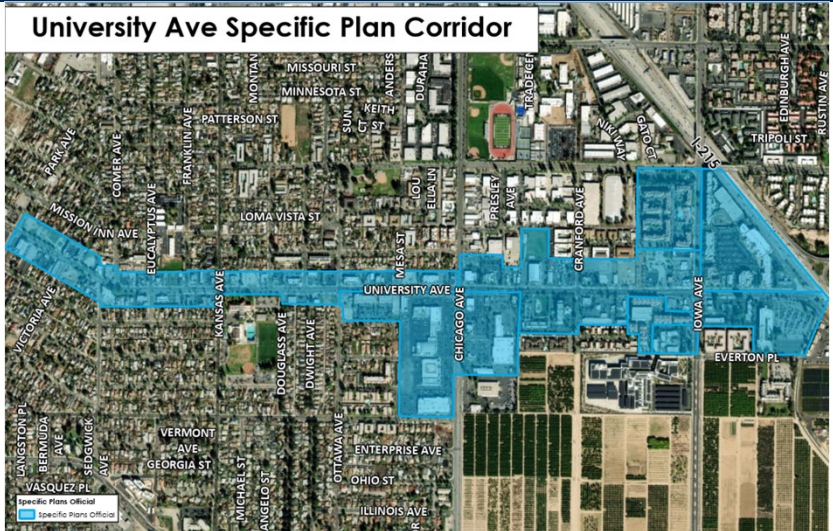 University Ave Specific Plan Corridor
MISSOURI ST
MINNESOTA ST
MONTAN
ANDERS
DURAHA
TRADE CEN
KEITH
ST
SUN
CT
PATTERSON ST
NIKI WAY
GATO CT
I-215
EDINBURGH AVE
RUSTIN AVE
TRIPOLI ST
PARK AVE
COMER AVE
FRANKLIN AVE
EUCALYPTUS AVE
MISSION INN AVE
LOMA VISTA ST
LOU
ELLA LN
PRESLEY
AVE
CRANFORD AVE
MESA ST
UNIVERSITY AVE
KANSAS AVE
CHICAGO AVE
IOWA AVE
VICTORIA AVE
DOUGLASS AVE
DWIGHT AVE
EVERTON PL
LANGSTON PL
BERMUDA
AVE
SEDGWICK
AVE
VERMONT
AVE
GEORGIA ST
OTTAWA AVE
ENTERPRISE AVE
OHIO ST
VASQUEZ PL
MICHAEL ST
ANGELO ST
ILLINOIS AVE
R
Specific Plans Official
Specific Plans Official